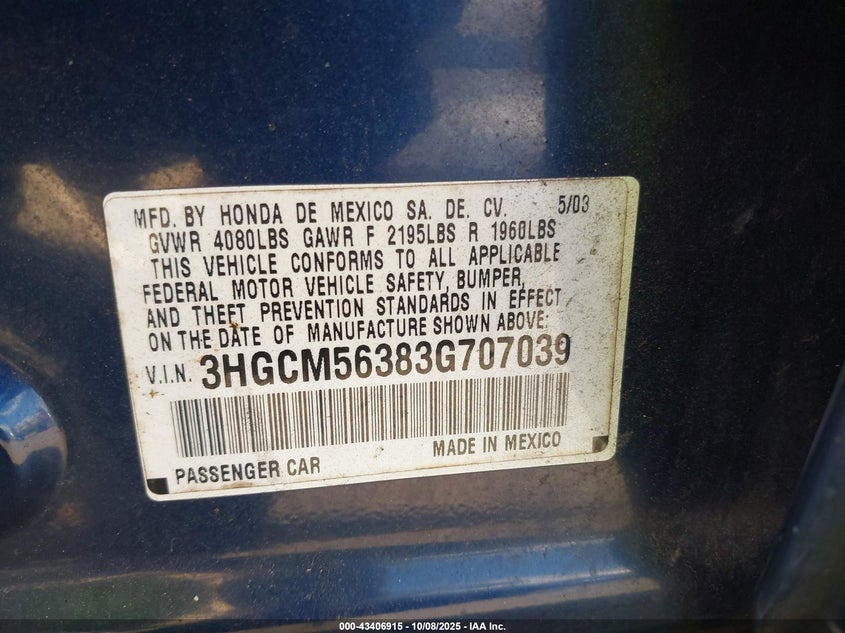 MFD. BY HONDA DE MEXICO SA. DE. CV. 5/03
GVWR 4080LBS GAWR F 2195LBS R 1960LBS
THIS VEHICLE CONFORMS TO ALL APPLICABLE
FEDERAL MOTOR VEHICLE SAFETY, BUMPER,
AND THEFT PREVENTION STANDARDS IN EFFECT
ON THE DATE OF MANUFACTURE SHOWN ABOVE:
V.I.N. 3HGCM56383G707039
MADE IN MEXICO
PASSENGER CAR
000-43406915 - 10/08/2025 - IAA Inc.